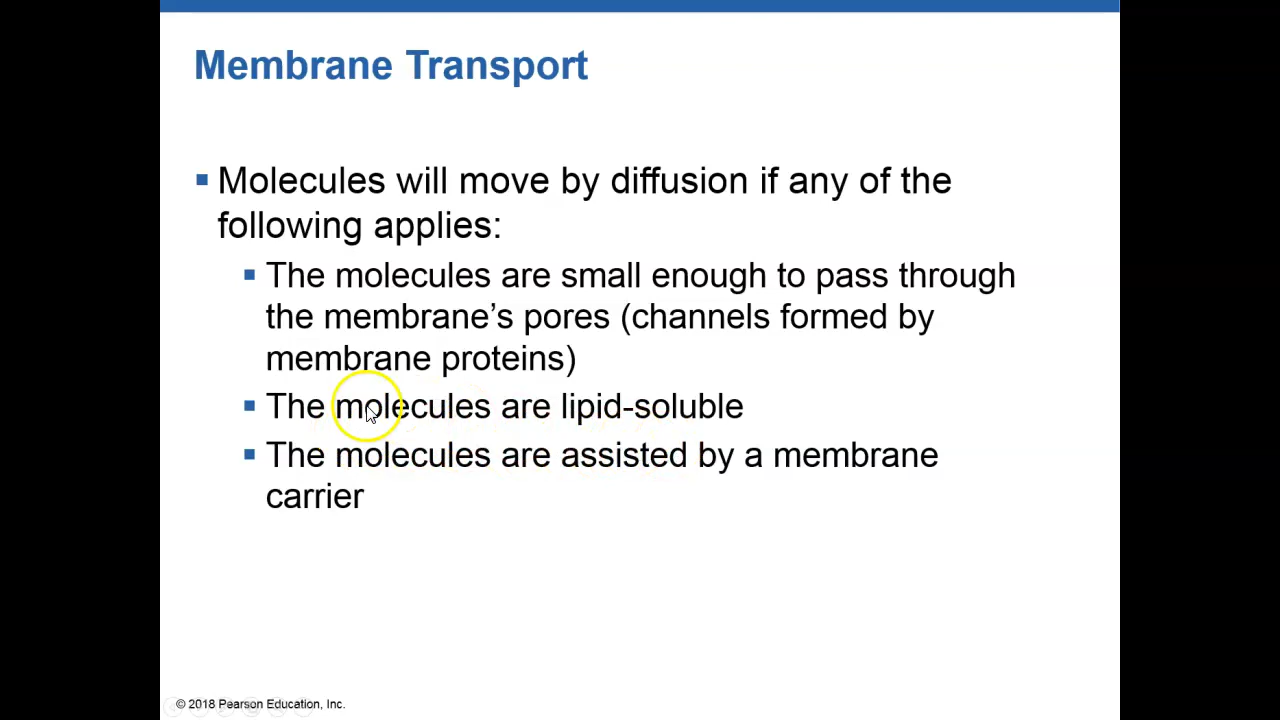 Membrane Transport
▪ Molecules will move by diffusion if any of the
following applies:
▪ The molecules are small enough to pass through
the membrane’s pores (channels formed by
membrane proteins)
▪ The molecules are lipid-soluble
▪ The molecules are assisted by a membrane
carrier
© 2018 Pearson Education, Inc.